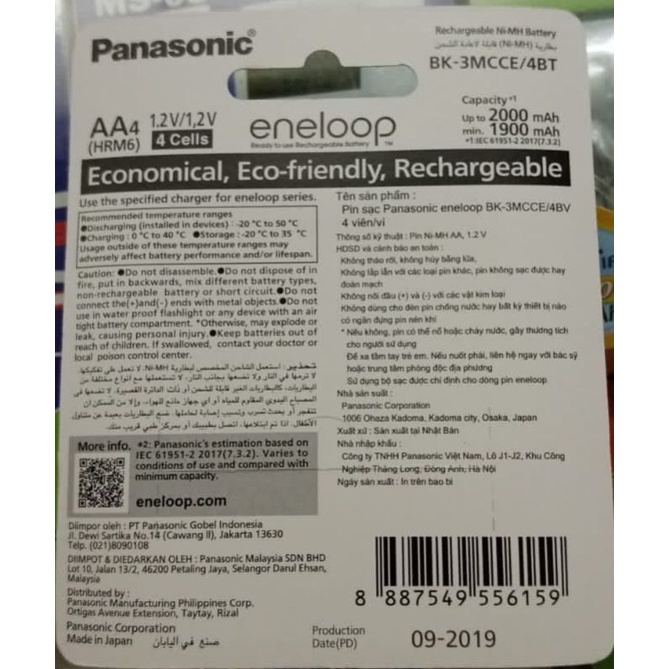 Panasonic®
Rechargeable Ni-MH Battery
بطارية (Ni-MH) قابلة لاعادة الشحن
BK-3MCCE/4BT
AA4
(HRM6)
1.2V/1,2V
4 Cells
eneloop™
Ready to use Rechargeable Battery
Capacity*1
Up to 2000 mAh
min. 1900 mAh
*1:IEC 61951-2 2017(7.3.2)
Economical, Eco-friendly, Rechargeable
Use the specified charger for eneloop series.
Recommended temperature ranges
●Discharging (installed in devices) : -20 °C to 50 °C
●Charging : 0 °C to 40 °C ●Storage : -20 °C to 35 °C
Usage outside of these temperature ranges may
adversely affect battery performance and/or lifespan.
Caution: ●Do not disassemble.●Do not dispose of in
fire, put in backwards, mix different battery types,
non-rechargeable battery or short circuit.●Do not
connect the(+)and(-) ends with metal objects.●Do not
use in water proof flashlight or any device with an air
tight battery compartment. *Otherwise, may explode or
leak, causing personal injury.●Keep batteries out of
reach of children. If swallowed, contact your doctor or
local poison control center.
More info.
*2: Panasonic's estimation based on
IEC 61951-2 2017(7.3.2). Varies to
conditions of use and compared with
minimum capacity.
eneloop.com
Diimpor oleh : PT Panasonic Gobel Indonesia
Jl. Dewi Sartika No.14 (Cawang II), Jakarta 13630
Telp. (021)8090108
DIIMPOT & DIEDARKAN OLEH : Panasonic Malaysia SDN BHD
Lot 10, Jalan 13/2, 46200 Petaling Jaya, Selangor Darul Ehsan,
Malaysia
Distributed by :
Panasonic Manufacturing Philippines Corp.
Ortigas Avenue Extension, Taytay, Rizal
Panasonic Corporation
Made in Japan صنع في اليابان
Tên sản phẩm :
Pin sạc Panasonic eneloop BK-3MCCE/4BV
4 viên/vỉ
Thông số kỹ thuật : Pin Ni-MH AA, 1.2 V
HDSD và cảnh báo an toàn :
Không tháo rời, không hủy bằng lửa,
Không lắp lẫn với các loại pin khác, pin không sạc được hay
đoản mạch
Không nối đầu (+) và (-) với các vật kim loại
Không dùng cho đèn pin chống nước hay bất kỳ thiết bị nào
có ngăn đựng pin nén khí
* Nếu không, pin có thể nổ hoặc chảy nước, gây thương tích
cho người sử dụng
Để xa tầm tay trẻ em. Nếu nuốt phải, liên hệ ngay với bác sỹ
hoặc trung tâm phòng độc địa phương
Sử dụng bộ sạc được chỉ định cho dòng pin eneloop
Nhà sản xuất :
Panasonic Corporation
1006 Ohaza Kadoma, Kadoma city, Osaka, Japan
Xuất xứ : Sản xuất tại Nhật Bản
Nhà nhập khẩu :
Công ty TNHH Panasonic Việt Nam, Lô J1-J2, Khu Công
Nghiệp Thăng Long, Đông Anh, Hà Nội
Ngày sản xuất : In trên bao bì
8 887549 556159
Production
Date(PD)
09-2019